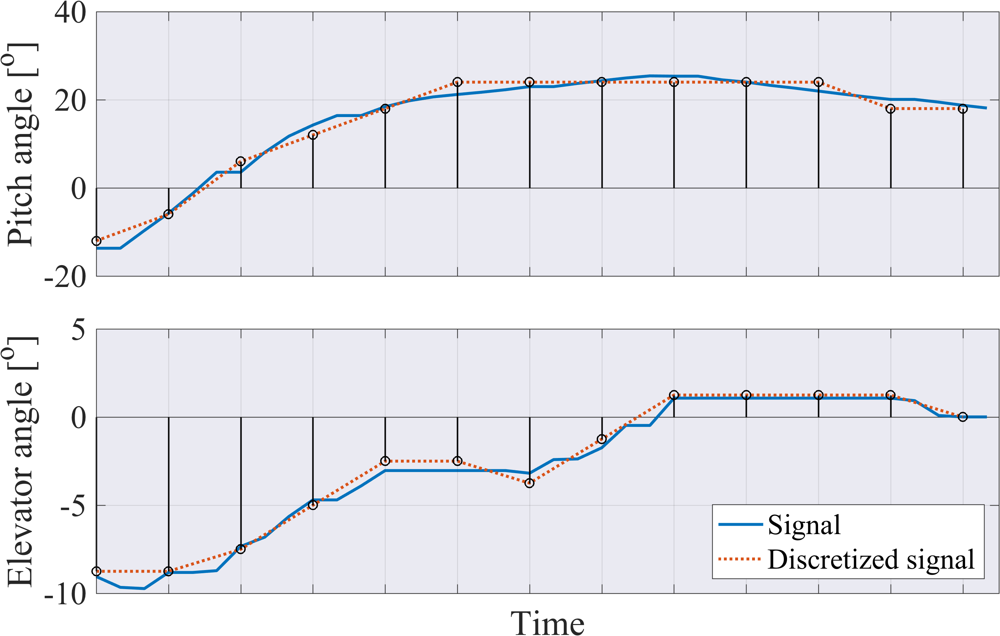 Pitch angle [°]
40
20
0
-20
Elevator angle [°]
5
0
-5
-10
Signal
Discretized signal
Time